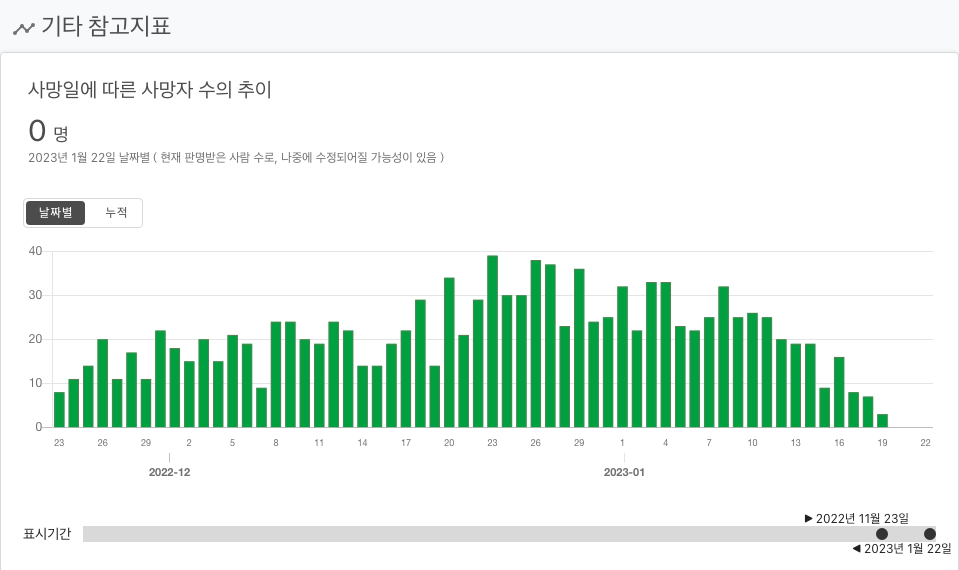 기타 참고지표
사망일에 따른 사망자 수의 추이
0 명
2023년 1월 22일 날짜별 ( 현재 판명받은 사람 수로, 나중에 수정되어질 가능성이 있음 )
날짜별 누적
40
30
20
10
0
23 26 29 2 5 8 11 14 17 20 23 26 29 1 4 7 10 13 16 19 22
2022-12 2023-01
▶ 2022년 11월 23일
표시기간
◀ 2023년 1월 22일